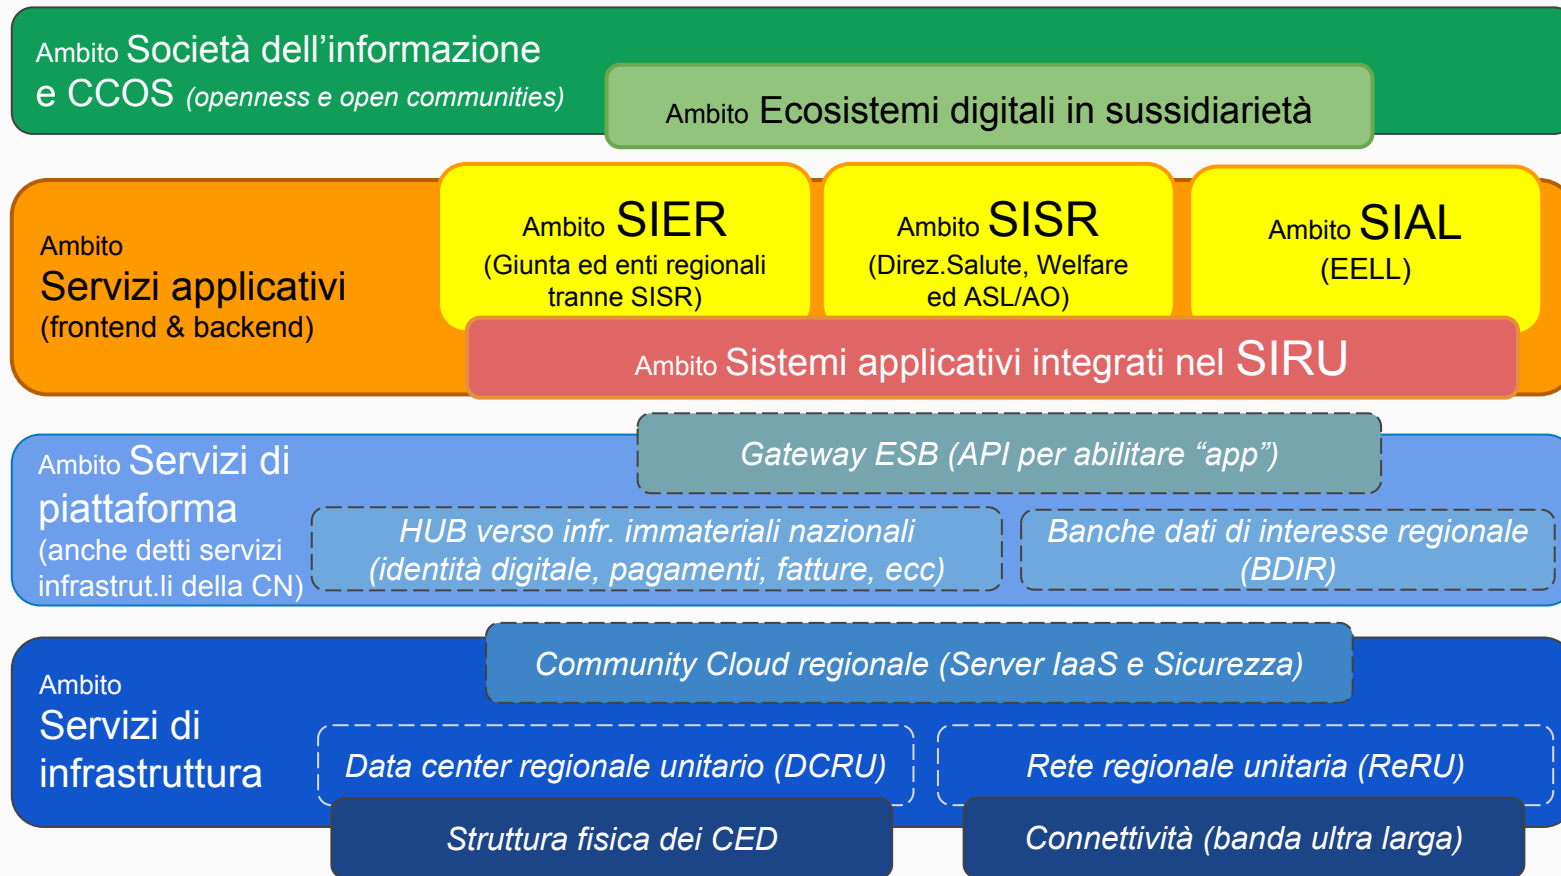 Ambito Società dell'informazione
e CCOS (openness e open communities)
Ambito Ecosistemi digitali in sussidiarietà
Ambito
Servizi applicativi
(frontend & backend)
Ambito SIER
(Giunta ed enti regionali
tranne SISR)
Ambito SISR
(Direz.Salute, Welfare
ed ASL/AO)
Ambito SIAL
(EELL)
Ambito Sistemi applicativi integrati nel SIRU
Ambito Servizi di
piattaforma
(anche detti servizi
infrastrut.li della CN)
Gateway ESB (API per abilitare “app”)
HUB verso infr. immateriali nazionali
(identità digitale, pagamenti, fatture, ecc)
Banche dati di interesse regionale
(BDIR)
Ambito
Servizi di
infrastruttura
Community Cloud regionale (Server IaaS e Sicurezza)
Data center regionale unitario (DCRU)
Rete regionale unitaria (ReRU)
Struttura fisica dei CED
Connettività (banda ultra larga)